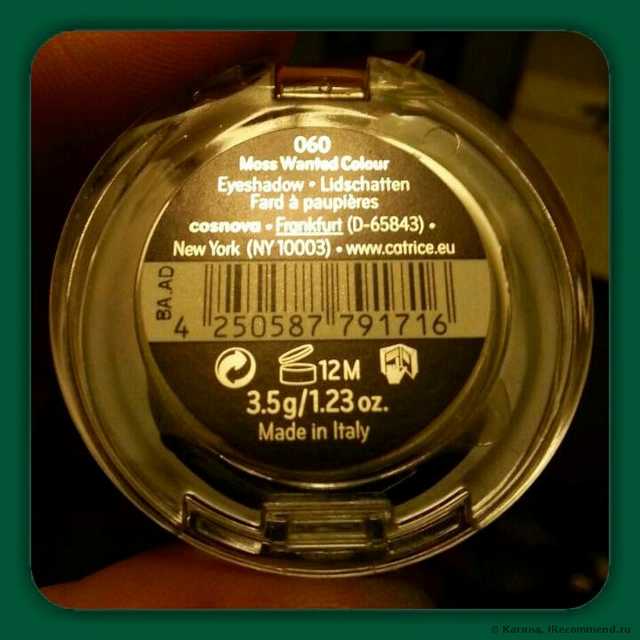 060
Moss Wanted Colour
Eyeshadow • Lidschatten
Fard à paupières
cosnova • Frankfurt (D-65843) •
New York (NY 10003) • www.catrice.eu
BA.AD
4 250587 791716
12M
3.5g/1.23 oz.
Made in Italy
© Karuna, IRecommend.ru